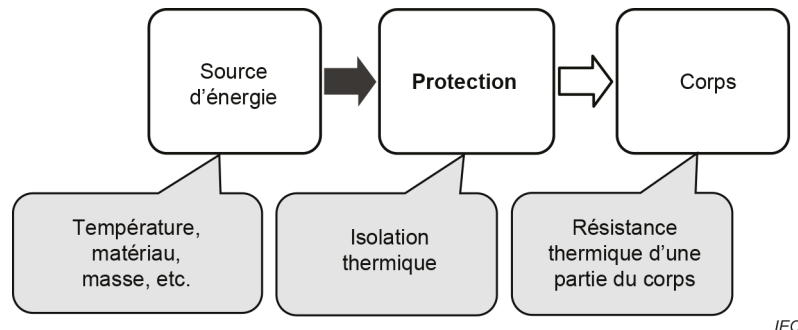 Source
d'énergie
Protection
Corps
Température,
matériau,
masse, etc.
Isolation
thermique
Résistance
thermique d'une
partie du corps
IEC